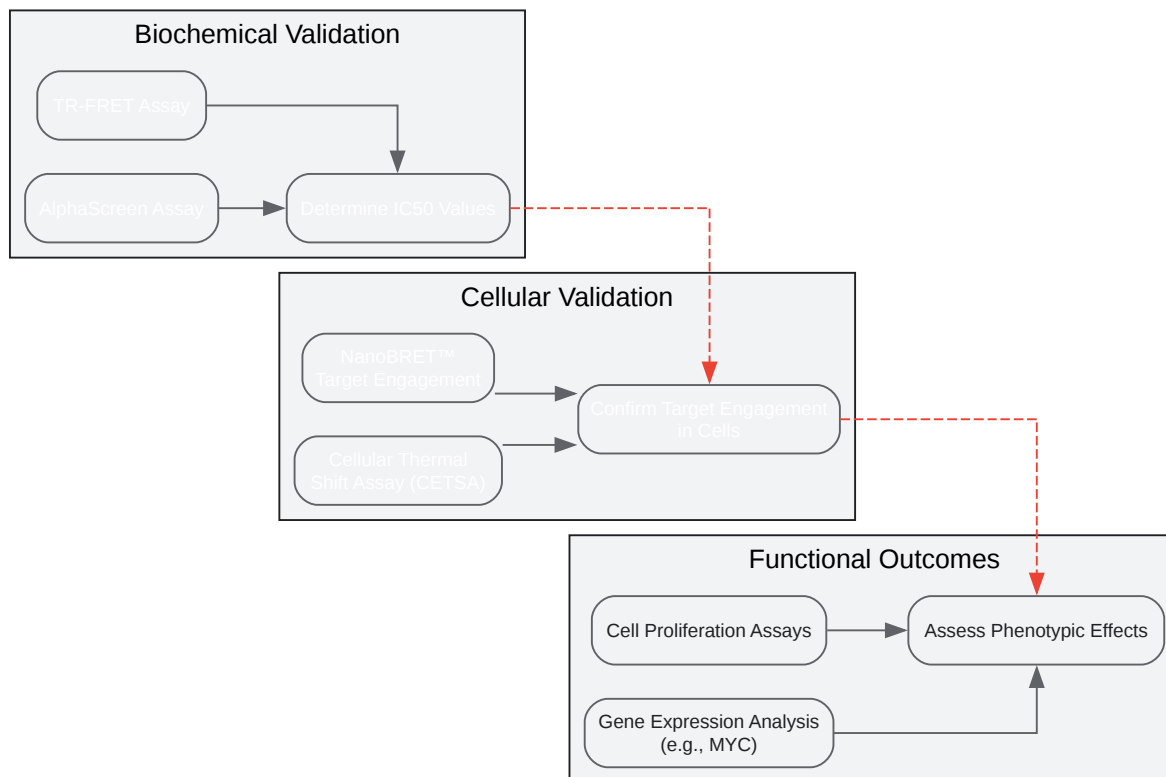 Biochemical Validation
TR-FRET Assay
AlphaScreen Assay
Determine IC50 Values
Cellular Validation
NanoBRET™
Target Engagement
Confirm Target Engagement
in Cells
Cellular Thermal
Shift Assay (CETSA)
Functional Outcomes
Cell Proliferation Assays
Assess Phenotypic Effects
Gene Expression Analysis
(e.g., MYC)